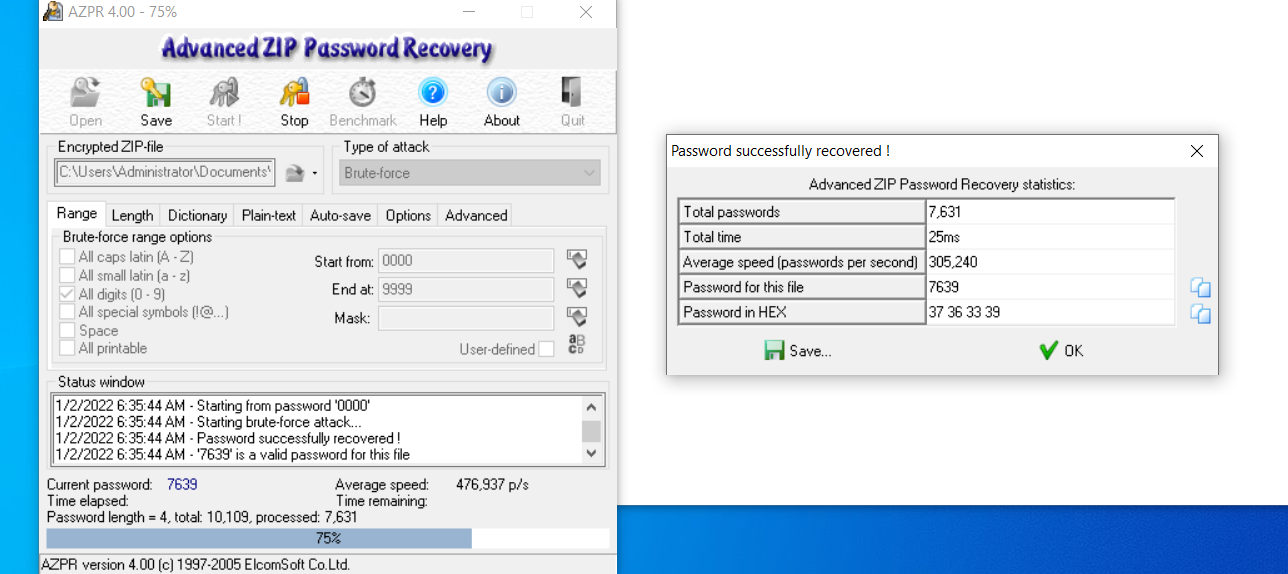 AZPR 4.00 - 75%
Advanced ZIP Password Recovery
Open Save Start! Stop Benchmark Help About Quit
Encrypted ZIP-file
C:\Users\Administrator\Documents\
Type of attack
Brute-force
Range Length Dictionary Plain-text Auto-save Options Advanced
Brute-force range options
All caps latin (A - Z)
All small latin (a - z)
All digits (0 - 9)
All special symbols (!@...)
Space
All printable
Start from: 0000
End at: 9999
Mask:
User-defined
aB
cD
Status window
1/2/2022 6:35:44 AM - Starting from password '0000'
1/2/2022 6:35:44 AM - Starting brute-force attack...
1/2/2022 6:35:44 AM - Password successfully recovered !
1/2/2022 6:35:44 AM - '7639' is a valid password for this file
Current password: 7639 Average speed: 476,937 p/s
Time elapsed: Time remaining:
Password length = 4, total: 10,109, processed: 7,631
75%
AZPR version 4.00 (c) 1997-2005 ElcomSoft Co.Ltd.
Password successfully recovered !
Advanced ZIP Password Recovery statistics:
Total passwords 7,631
Total time 25ms
Average speed (passwords per second) 305,240
Password for this file 7639
Password in HEX 37 36 33 39
Save... OK